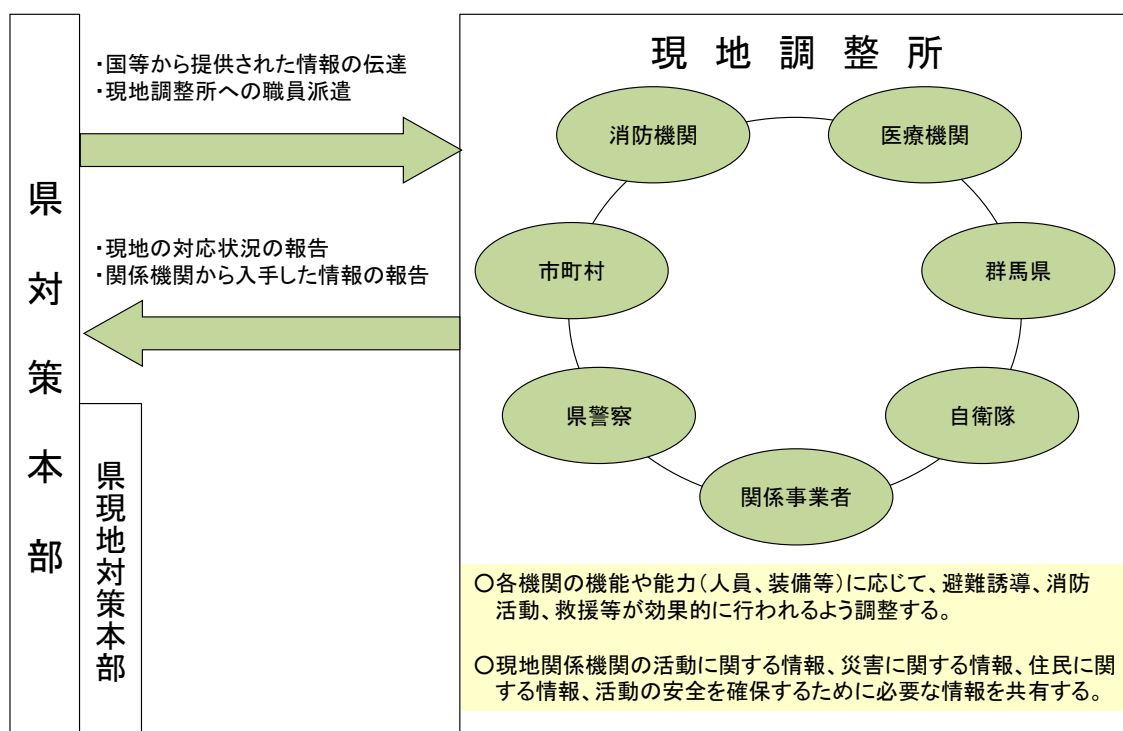 現地調整所
・国等から提供された情報の伝達
・現地調整所への職員派遣
消防機関
医療機関
県対策本部
・現地の対応状況の報告
・関係機関から入手した情報の報告
市町村
群馬県
県警察
自衛隊
関係事業者
県現地対策本部
○各機関の機能や能力(人員、装備等)に応じて、避難誘導、消防
活動、救援等が効果的に行われるよう調整する。
○現地関係機関の活動に関する情報、災害に関する情報、住民に関
する情報、活動の安全を確保するために必要な情報を共有する。